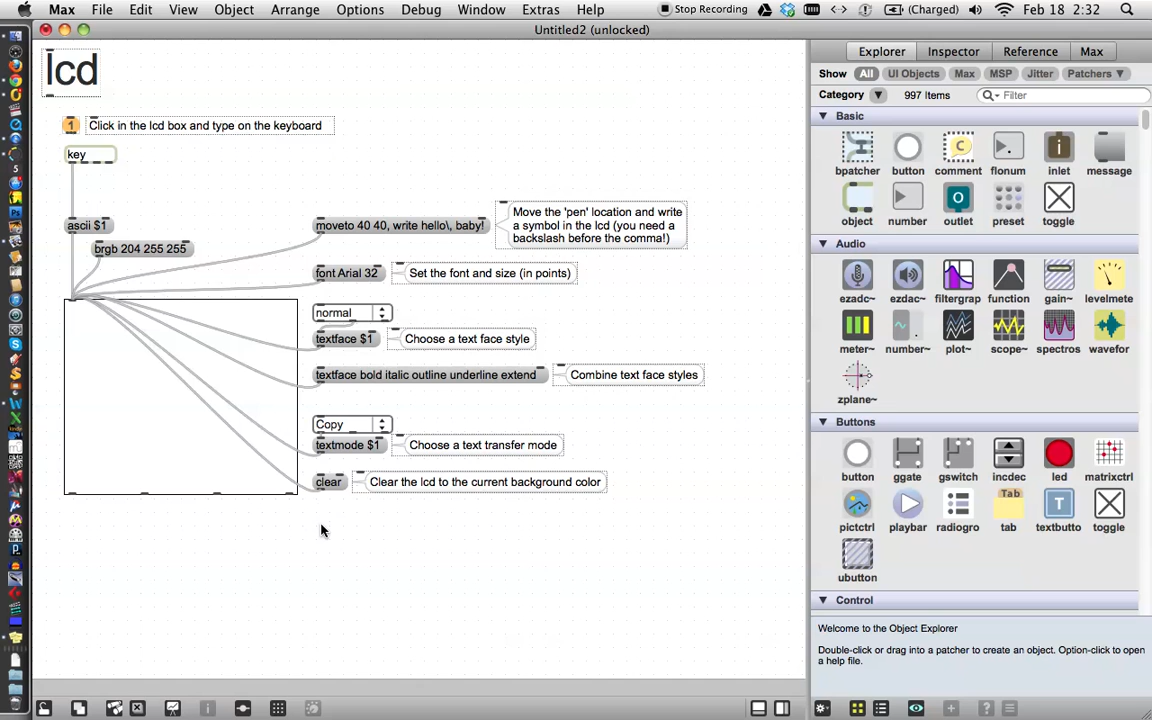 Max File Edit View Object Arrange Options Debug Window Extras Help Stop Recording (Charged) Feb 18 2:32
Untitled2 (unlocked)
lcd
1 Click in the lcd box and type on the keyboard
key
ascii $1
brgb 204 255 255
moveto 40 40, write hello\, baby!
Move the 'pen' location and write
a symbol in the lcd (you need a
backslash before the comma!)
font Arial 32
Set the font and size (in points)
normal
textface $1
Choose a text face style
textface bold italic outline underline extend
Combine text face styles
Copy
textmode $1
Choose a text transfer mode
clear
Clear the lcd to the current background color
Explorer Inspector Reference Max
Show All UI Objects Max MSP Jitter Patchers ▼
Category ▼ 997 Items Filter
Basic
bpatcher button comment flonum inlet message
object number outlet preset toggle
Audio
ezadc~ ezdac~ filtergrap function gain~ levelmete
meter~ number~ plot~ scope~ spectros wavefor
zplane~
Buttons
button ggate gswitch incdec led matrixctrl
Tab
pictctrl playbar radiogro tab textbutto toggle
ubutton
Control
Welcome to the Object Explorer
Double-click or drag into a patcher to create an object. Option-click to open
a help file.